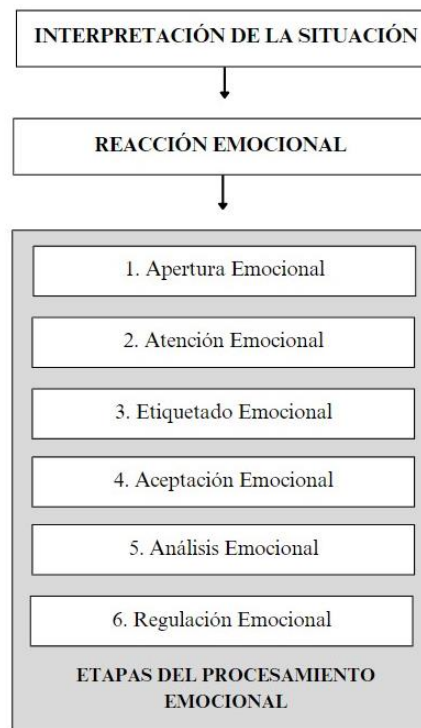 INTERPRETACIÓN DE LA SITUACIÓN
REACCIÓN EMOCIONAL
1. Apertura Emocional
2. Atención Emocional
3. Etiquetado Emocional
4. Aceptación Emocional
5. Análisis Emocional
6. Regulación Emocional
ETAPAS DEL PROCESAMIENTO
EMOCIONAL